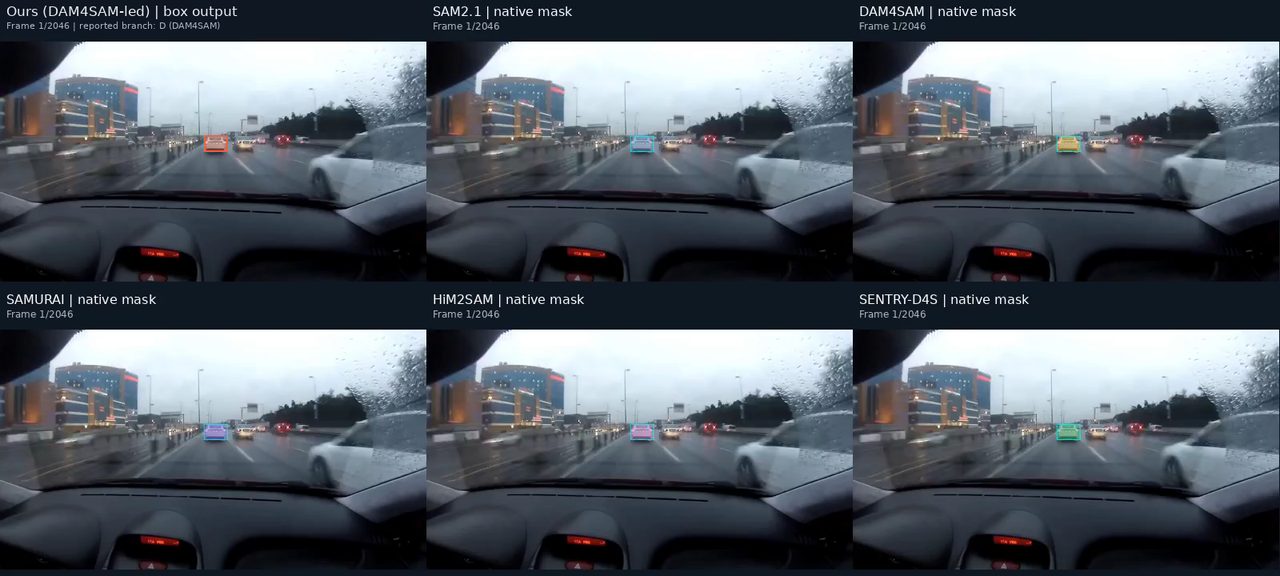 Ours (DAM4SAM-led) | box output
Frame 1/2046 | reported branch: D (DAM4SAM)
SAM2.1 | native mask
Frame 1/2046
DAM4SAM | native mask
Frame 1/2046
SAMURAI | native mask
Frame 1/2046
HiM2SAM | native mask
Frame 1/2046
SENTRY-D4S | native mask
Frame 1/2046